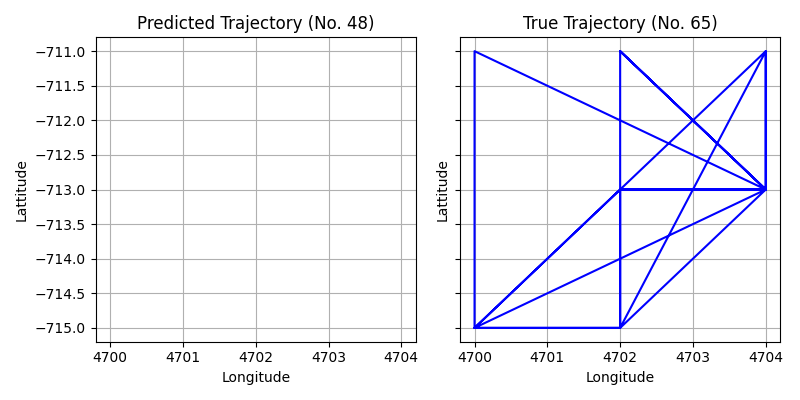 Predicted Trajectory (No. 48)
True Trajectory (No. 65)
−711.0
−711.5
−712.0
−712.5
−713.0
−713.5
−714.0
−714.5
−715.0
Lattitude
Lattitude
4700 4701 4702 4703 4704
4700 4701 4702 4703 4704
Longitude
Longitude